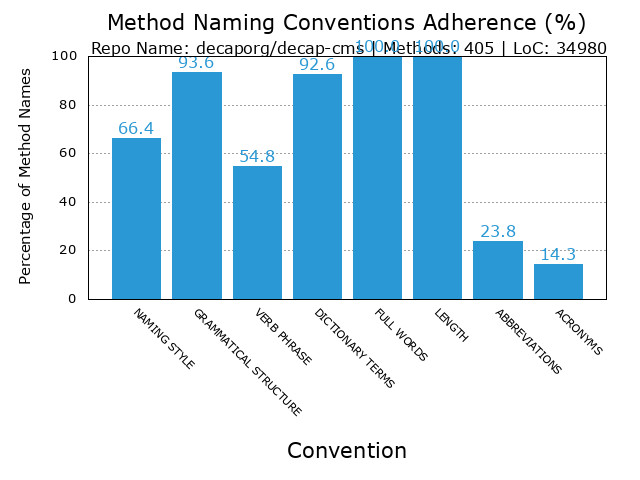 Method Naming Conventions Adherence (%)
Repo Name: decaporg/decap-cms | Methods: 405 | LoC: 34980
Percentage of Method Names
100
80
60
40
20
0
66.4
93.6
54.8
92.6
100.0
100.0
23.8
14.3
NAMING STYLE
GRAMMATICAL STRUCTURE
VERB PHRASE
DICTIONARY TERMS
FULL WORDS
LENGTH
ABBREVIATIONS
ACRONYMS
Convention